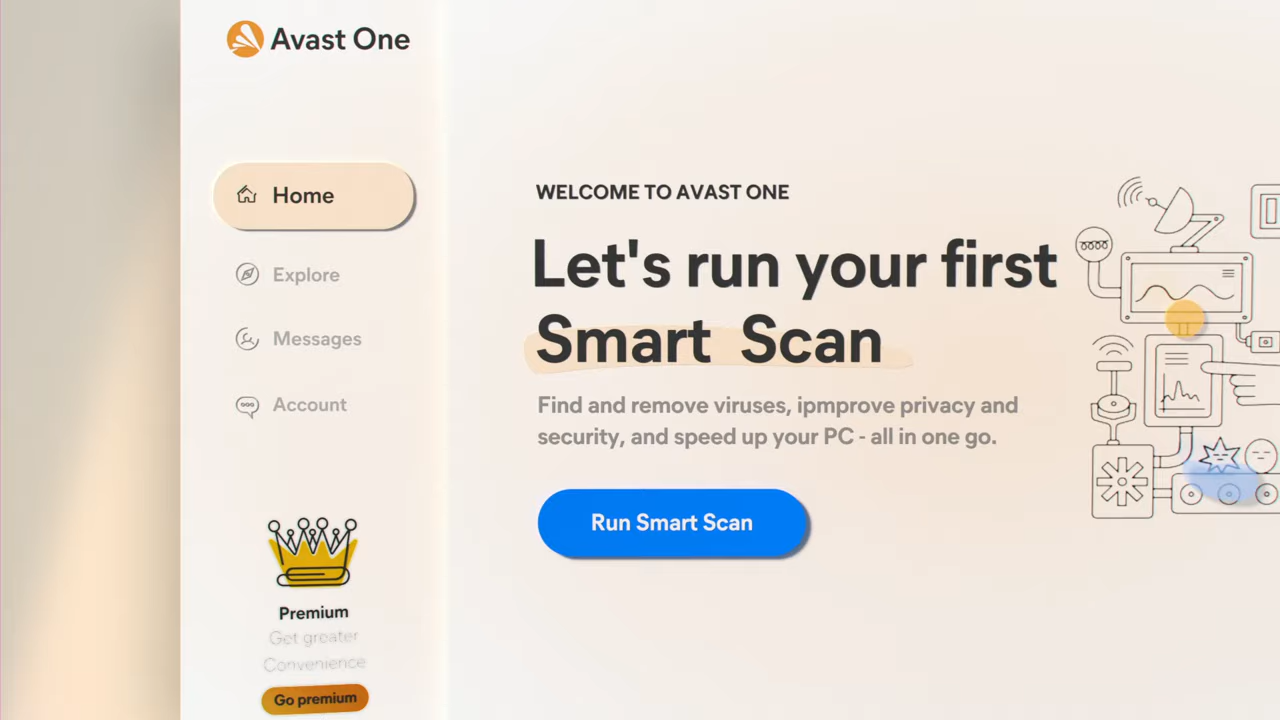 Avast One
Home
Explore
Messages
Account
Premium
Get greater
Convenience
Go premium
WELCOME TO AVAST ONE
Let's run your first
Smart Scan
Find and remove viruses, ipmprove privacy and
security, and speed up your PC - all in one go.
Run Smart Scan